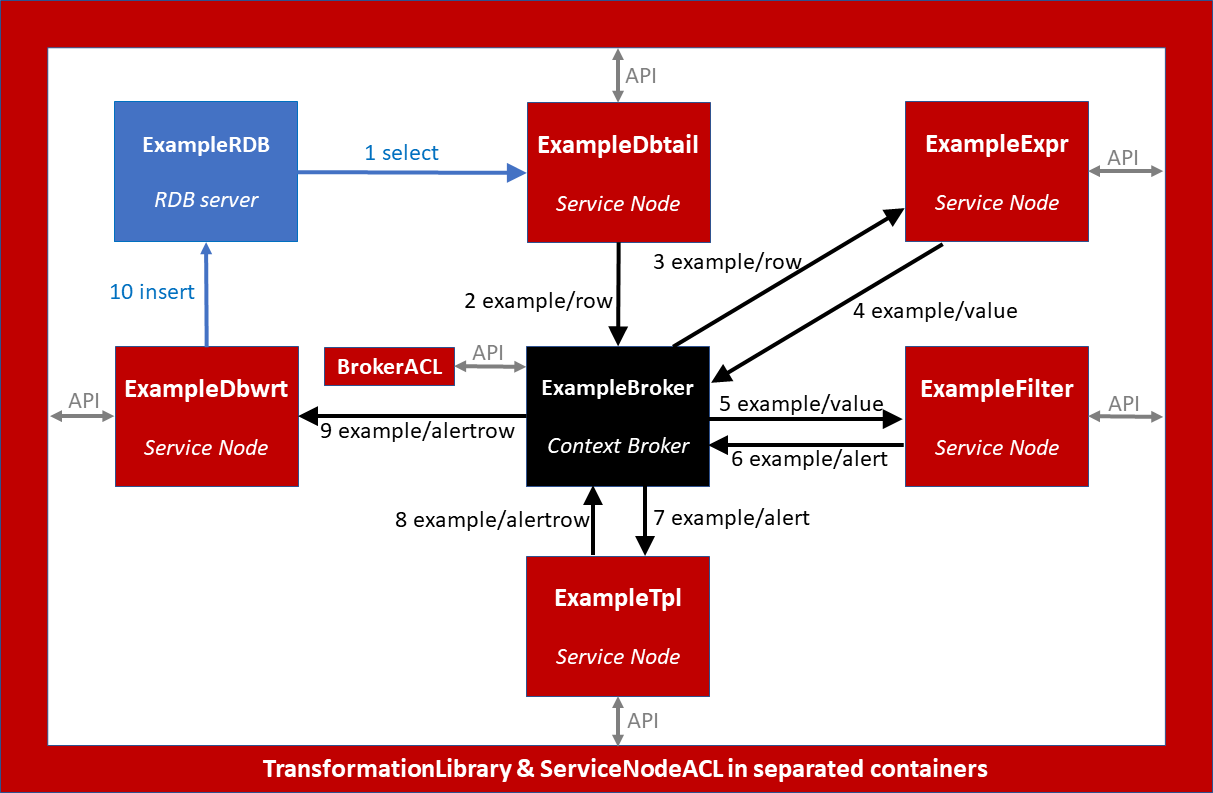 API
ExampleRDB
RDB server
1 select
ExampleDbtail
Service Node
ExampleExpr
Service Node
API
3 example/row
2 example/row
10 insert
4 example/value
BrokerACL
API
ExampleDbwrt
Service Node
API
ExampleBroker
Context Broker
5 example/value
6 example/alert
ExampleFilter
Service Node
API
9 example/alertrow
8 example/alertrow
7 example/alert
ExampleTpl
Service Node
API
TransformationLibrary & ServiceNodeACL in separated containers